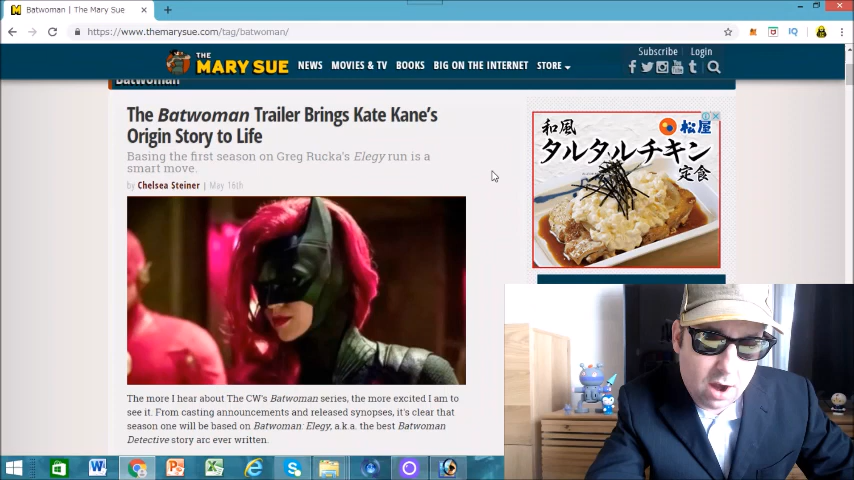 Batwoman | The Mary Sue
https://www.themarysue.com/tag/batwoman/
THE
MARY SUE
NEWS
MOVIES & TV
BOOKS
BIG ON THE INTERNET
STORE
Subscribe
Login
Batwoman
The Batwoman Trailer Brings Kate Kane's
Origin Story to Life
Basing the first season on Greg Rucka's Elegy run is a
smart move.
by Chelsea Steiner | May 16th
The more I hear about The CW's Batwoman series, the more excited I am to
see it. From casting announcements and released synopses, it's clear that
season one will be based on Batwoman: Elegy, a.k.a. the best Batwoman
Detective story arc ever written.
和風
松屋
タルタルチキン
定食